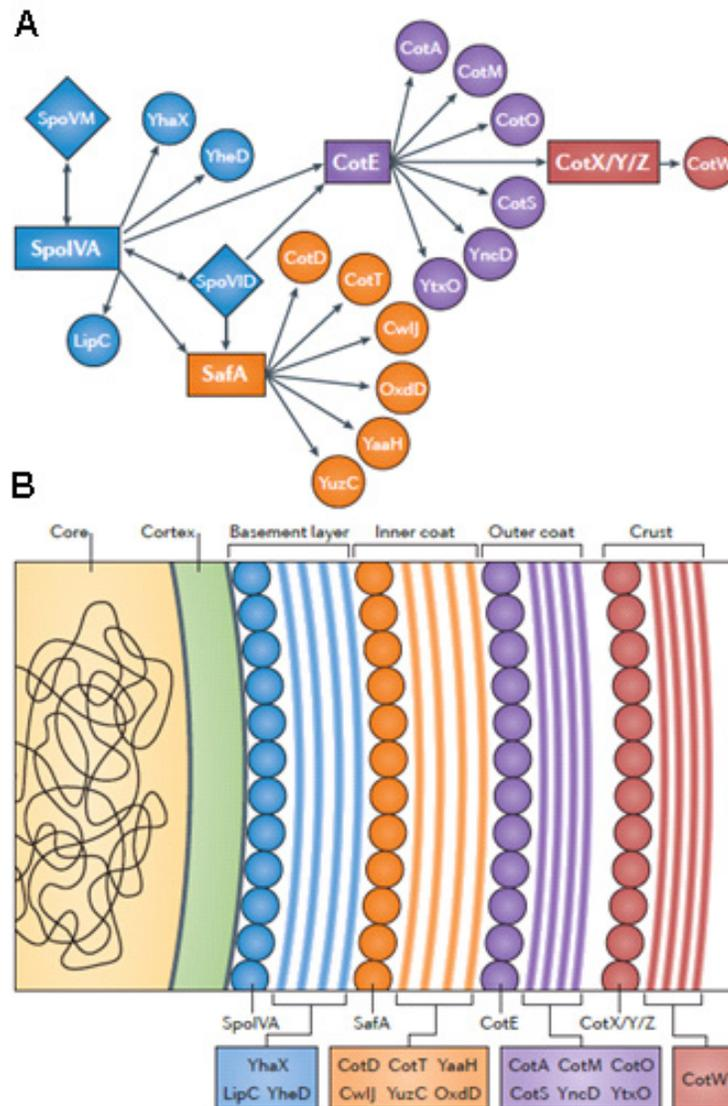 A
CotA
SpoVM
YhaX
CotM
CotO
YheD
CotE
CotX/Y/Z
CotW
CotS
SpoIVA
CotD
YncD
SpoVID
CotT
YtxO
CwlJ
LipC
SafA
OxdD
YaaH
YuzC
B
Core Cortex Basement layer Inner coat Outer coat Crust
SpoIVA SafA CotE CotX/Y/Z
YhaX
LipC YheD
CotD CotT YaaH
CwlJ YuzC OxdD
CotA CotM CotO
CotS YncD YtxO
CotW